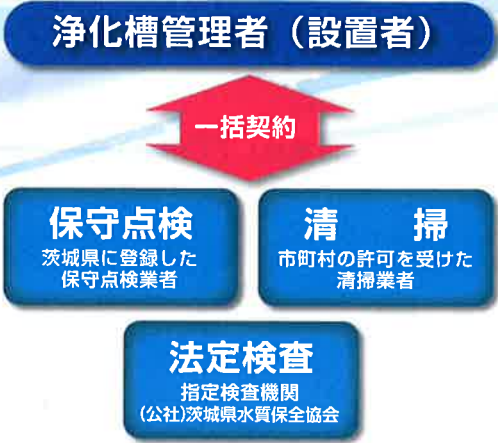 浄化槽管理者（設置者）
一括契約
保守点検
茨城県に登録した
保守点検業者
清　　掃
市町村の許可を受けた
清掃業者
法定検査
指定検査機関
(公社)茨城県水質保全協会